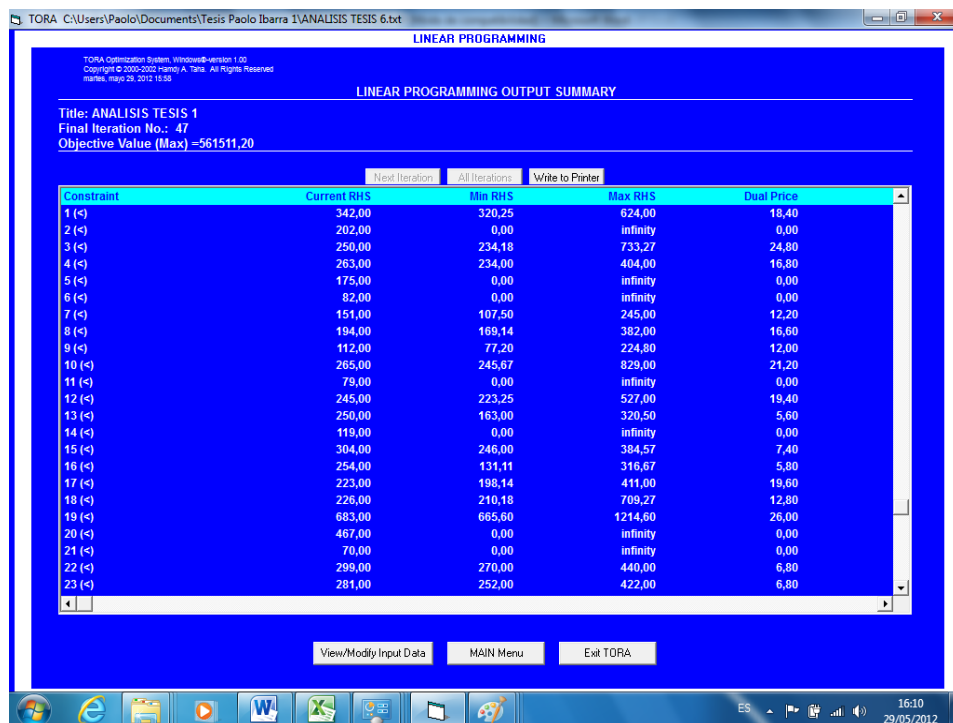 TORA C:\Users\Paolo\Documents\Tesis Paolo Ibarra 1\ANALISIS TESIS 6.txt
LINEAR PROGRAMMING
TORA Optimization System, Windows®-version 1.00
Copyright © 2000-2002 Hamdy A. Taha. All Rights Reserved
martes, mayo 29, 2012 15:58
LINEAR PROGRAMMING OUTPUT SUMMARY
Title: ANALISIS TESIS 1
Final Iteration No.: 47
Objective Value (Max) =561511,20
Next Iteration All Iterations Write to Printer
Constraint Current RHS Min RHS Max RHS Dual Price
1 (<) 342,00 320,25 624,00 18,40
2 (<) 202,00 0,00 infinity 0,00
3 (<) 250,00 234,18 733,27 24,80
4 (<) 263,00 234,00 404,00 16,80
5 (<) 175,00 0,00 infinity 0,00
6 (<) 82,00 0,00 infinity 0,00
7 (<) 151,00 107,50 245,00 12,20
8 (<) 194,00 169,14 382,00 16,60
9 (<) 112,00 77,20 224,80 12,00
10 (<) 265,00 245,67 829,00 21,20
11 (<) 79,00 0,00 infinity 0,00
12 (<) 245,00 223,25 527,00 19,40
13 (<) 250,00 163,00 320,50 5,60
14 (<) 119,00 0,00 infinity 0,00
15 (<) 304,00 246,00 384,57 7,40
16 (<) 254,00 131,11 316,67 5,80
17 (<) 223,00 198,14 411,00 19,60
18 (<) 226,00 210,18 709,27 12,80
19 (<) 683,00 665,60 1214,60 26,00
20 (<) 467,00 0,00 infinity 0,00
21 (<) 70,00 0,00 infinity 0,00
22 (<) 299,00 270,00 440,00 6,80
23 (<) 281,00 252,00 422,00 6,80
View/Modify Input Data MAIN Menu Exit TORA
ES 16:10
29/05/2012